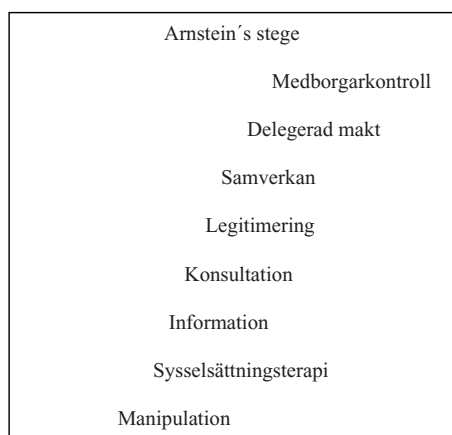 Arnstein´s stege
Medborgarkontroll
Delegerad makt
Samverkan
Legitimering
Konsultation
Information
Sysselsättningsterapi
Manipulation